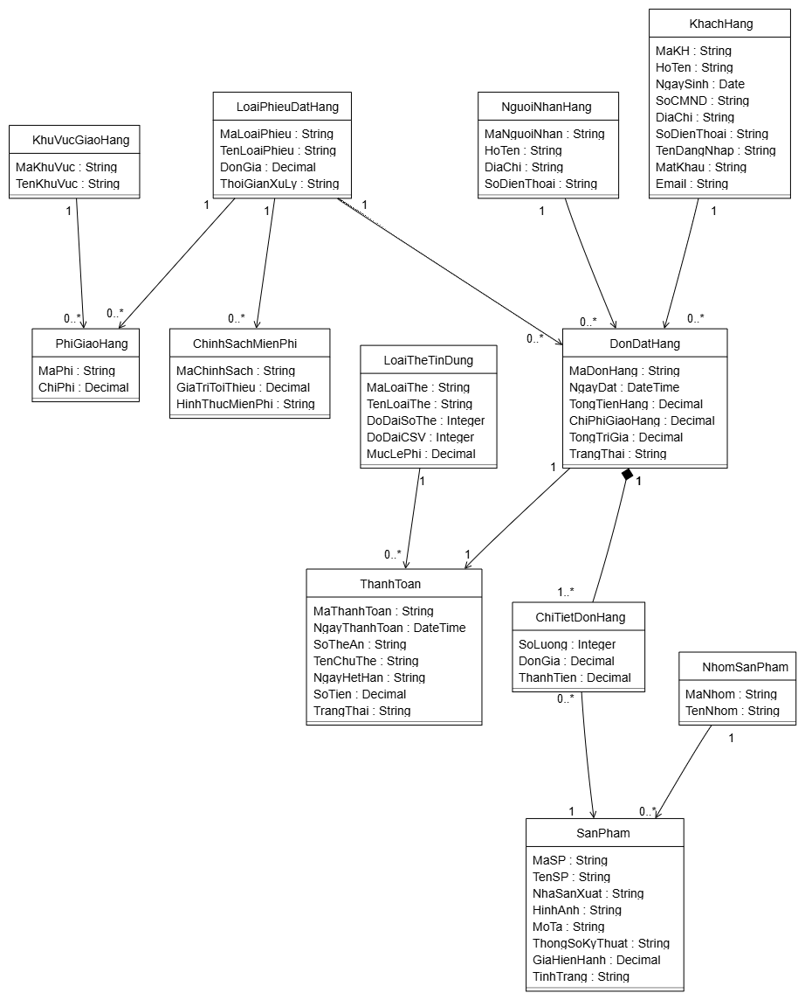 KhachHang
MaKH : String
HoTen : String
NgaySinh : Date
SoCMND : String
DiaChi : String
SoDienThoai : String
TenDangNhap : String
MatKhau : String
Email : String
LoaiPhieuDatHang
MaLoaiPhieu : String
TenLoaiPhieu : String
DonGia : Decimal
ThoiGianXuLy : String
NguoiNhanHang
MaNguoiNhan : String
HoTen : String
DiaChi : String
SoDienThoai : String
KhuVucGiaoHang
MaKhuVuc : String
TenKhuVuc : String
1
1
1
1
1
1
0..*
0..*
0..*
0..*
0..*
0..*
PhiGiaoHang
MaPhi : String
ChiPhi : Decimal
ChinhSachMienPhi
MaChinhSach : String
GiaTriToiThieu : Decimal
HinhThucMienPhi : String
LoaiTheTinDung
MaLoaiThe : String
TenLoaiThe : String
DoDaiSoThe : Integer
DoDaiCSV : Integer
MucLePhi : Decimal
DonDatHang
MaDonHang : String
NgayDat : DateTime
TongTienHang : Decimal
ChiPhiGiaoHang : Decimal
TongTriGia : Decimal
TrangThai : String
1
1
1
0..*
1
1..*
ThanhToan
MaThanhToan : String
NgayThanhToan : DateTime
SoTheAn : String
TenChuThe : String
NgayHetHan : String
SoTien : Decimal
TrangThai : String
ChiTietDonHang
SoLuong : Integer
DonGia : Decimal
ThanhTien : Decimal
NhomSanPham
MaNhom : String
TenNhom : String
0..*
1
1
0..*
SanPham
MaSP : String
TenSP : String
NhaSanXuat : String
HinhAnh : String
MoTa : String
ThongSoKyThuat : String
GiaHienHanh : Decimal
TinhTrang : String